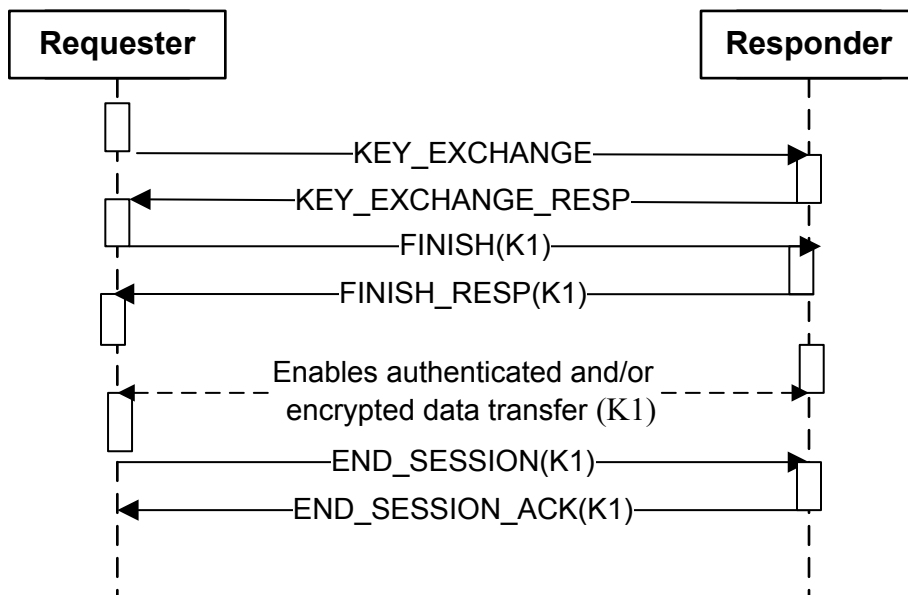 Requester
Responder
KEY_EXCHANGE
KEY_EXCHANGE_RESP
FINISH(K1)
FINISH_RESP(K1)
Enables authenticated and/or
encrypted data transfer (K1)
END_SESSION(K1)
END_SESSION_ACK(K1)